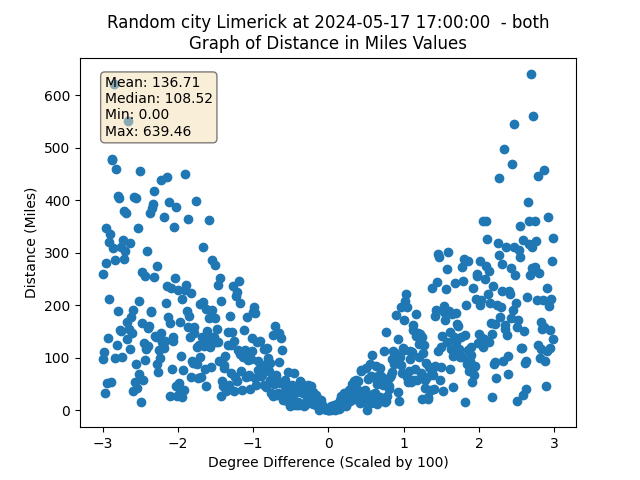 Random city Limerick at 2024-05-17 17:00:00  - both
Graph of Distance in Miles Values
Mean: 136.71
Median: 108.52
Min: 0.00
Max: 639.46
600
500
400
300
200
100
0
Distance (Miles)
−3 −2 −1 0 1 2 3
Degree Difference (Scaled by 100)